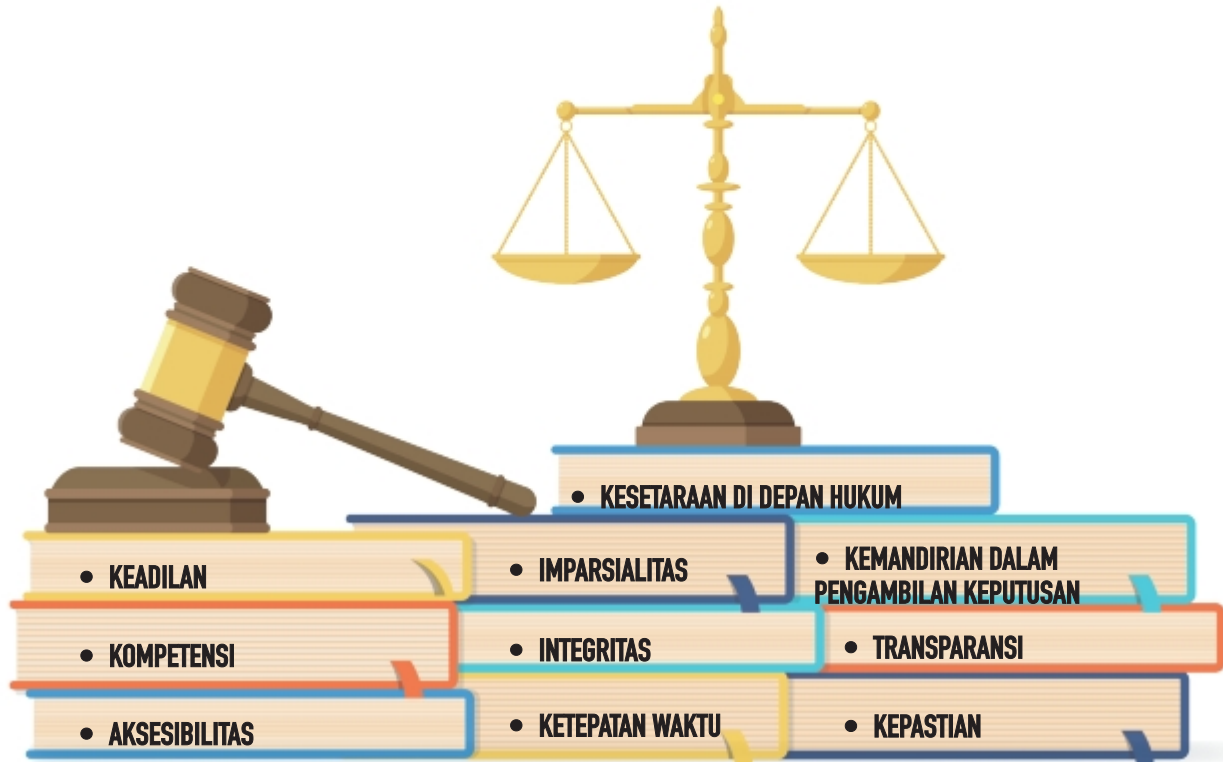 • KESETARAAN DI DEPAN HUKUM
• KEADILAN
• IMPARSIALITAS
• KEMANDIRIAN DALAM
PENGAMBILAN KEPUTUSAN
• KOMPETENSI
• INTEGRITAS
• TRANSPARANSI
• AKSESIBILITAS
• KETEPATAN WAKTU
• KEPASTIAN